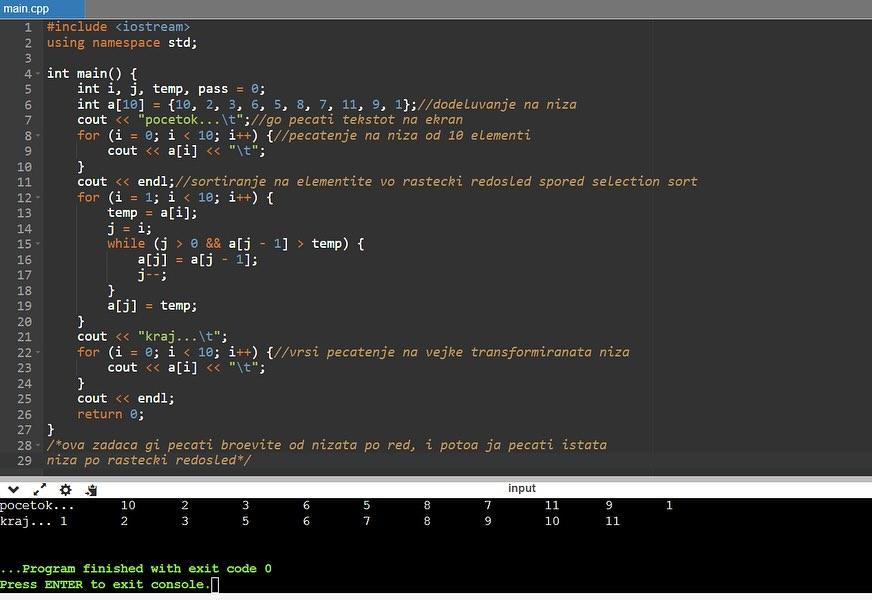 main.cpp
1 #include <iostream>
2 using namespace std;
3
4 int main() {
5     int i, j, temp, pass = 0;
6     int a[10] = {10, 2, 3, 6, 5, 8, 7, 11, 9, 1};//dodeluvanje na niza
7     cout << "pocetok...\t";//go pecati tekstot na ekran
8     for (i = 0; i < 10; i++) {//pecatenje na niza od 10 elementi
9         cout << a[i] << "\t";
10     }
11     cout << endl;//sortiranje na elementite vo rastecki redosled spored selection sort
12     for (i = 1; i < 10; i++) {
13         temp = a[i];
14         j = i;
15         while (j > 0 && a[j - 1] > temp) {
16             a[j] = a[j - 1];
17             j--;
18         }
19         a[j] = temp;
20     }
21     cout << "kraj...\t";
22     for (i = 0; i < 10; i++) {//vrsi pecatenje na vejke transformiranata niza
23         cout << a[i] << "\t";
24     }
25     cout << endl;
26     return 0;
27 }
28 /*ova zadaca gi pecati broevite od nizata po red, i potoa ja pecati istata
29 niza po rastecki redosled*/
input
pocetok... 10 2 3 6 5 8 7 11 9 1
kraj... 1 2 3 5 6 7 8 9 10 11
...Program finished with exit code 0
Press ENTER to exit console.